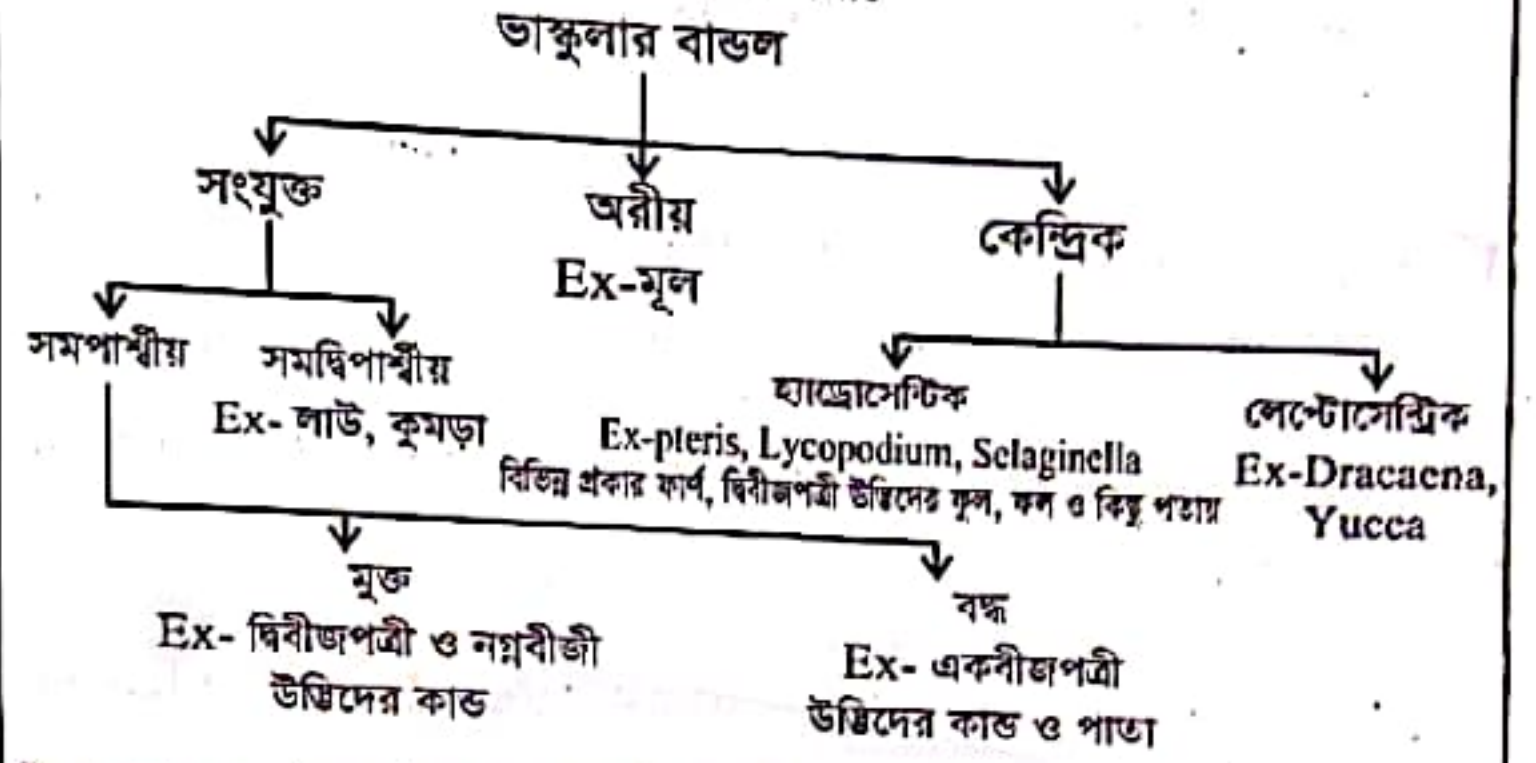 ভাস্কুলার বান্ডল
সংযুক্ত
অরীয়
Ex-মূল
কেন্দ্রিক
সমপার্শ্বীয়
সমদ্বিপার্শ্বীয়
Ex- লাউ, কুমড়া
হ্যাড্রোসেন্ট্রিক
Ex-pteris, Lycopodium, Selaginella
বিভিন্ন প্রকার ফার্ণ, দ্বিবীজপত্রী উদ্ভিদের ফুল, ফল ও কিছু
লেপ্টোসেন্ট্রিক
Ex-Dracaena,
Yucca
মুক্ত
Ex- দ্বিবীজপত্রী ও নগ্নবীজী
উদ্ভিদের কান্ড
বদ্ধ
Ex- একবীজপত্রী
উদ্ভিদের কান্ড ও পাতা